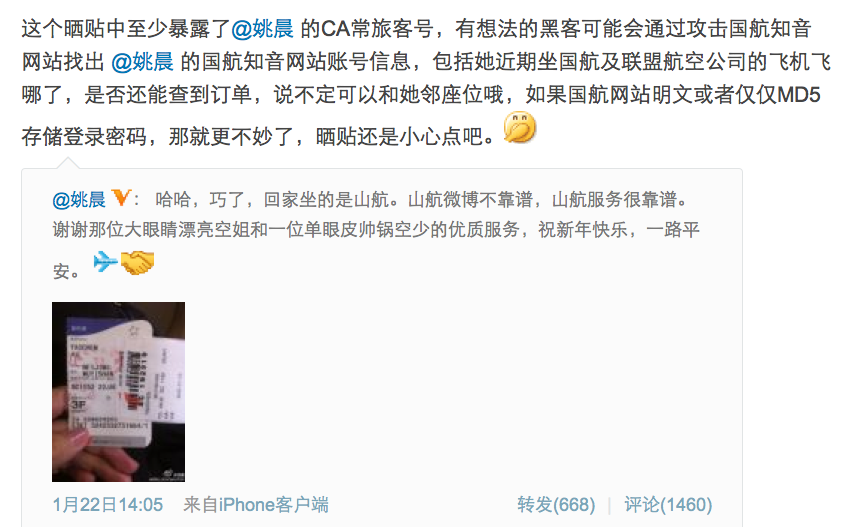 这个晒贴中至少暴露了@姚晨 的CA常旅客号，有想法的黑客可能会通过攻击国航知音
网站找出 @姚晨 的国航知音网站账号信息，包括她近期坐国航及联盟航空公司的飞机飞
哪了，是否还能查到订单，说不定可以和她邻座位哦，如果国航网站明文或者仅仅MD5
存储登录密码，那就更不妙了，晒贴还是小心点吧。
@姚晨 ： 哈哈，巧了，回家坐的是山航。山航微博不靠谱，山航服务很靠谱。
谢谢那位大眼睛漂亮空姐和一位单眼皮帅锅空少的优质服务，祝新年快乐，一路平
安。
3F
1月22日14:05 来自iPhone客户端 转发(668) | 评论(1460)